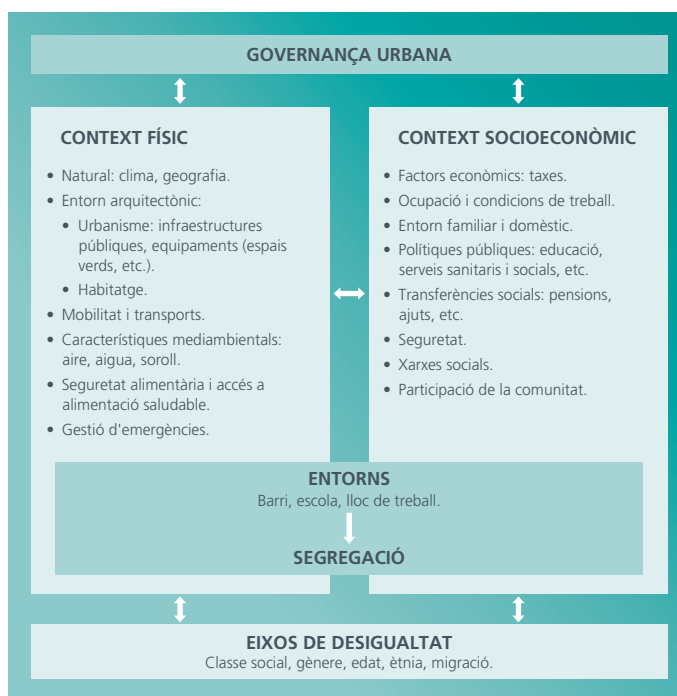 GOVERNANÇA URBANA
CONTEXT FÍSIC
• Natural: clima, geografia.
• Entorn arquitectònic:
• Urbanisme: infraestructures
públiques, equipaments (espais
verds, etc.).
• Habitatge.
• Mobilitat i transports.
• Característiques mediambientals:
aire, aigua, soroll.
• Seguretat alimentària i accés a
alimentació saludable.
• Gestió d'emergències.
CONTEXT SOCIOECONÒMIC
• Factors econòmics: taxes.
• Ocupació i condicions de treball.
• Entorn familiar i domèstic.
• Polítiques públiques: educació,
serveis sanitaris i socials, etc.
• Transferències socials: pensions,
ajuts, etc.
• Seguretat.
• Xarxes socials.
• Participació de la comunitat.
ENTORNS
Barri, escola, lloc de treball.
SEGREGACIÓ
EIXOS DE DESIGUALTAT
Classe social, gènere, edat, ètnia, migració.